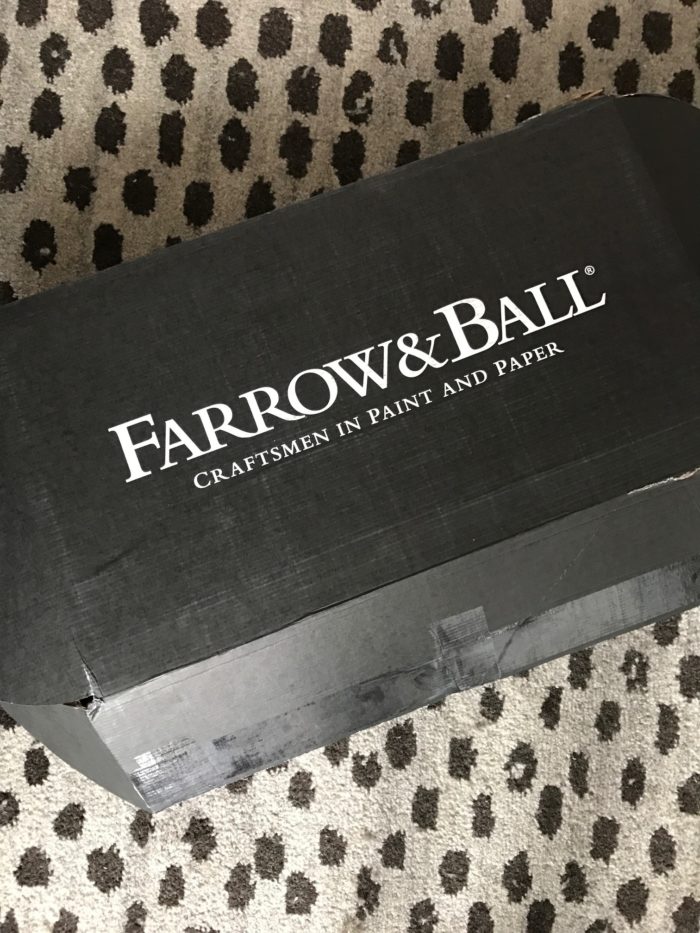 FARROW&BALL®
CRAFTSMEN IN PAINT AND PAPER